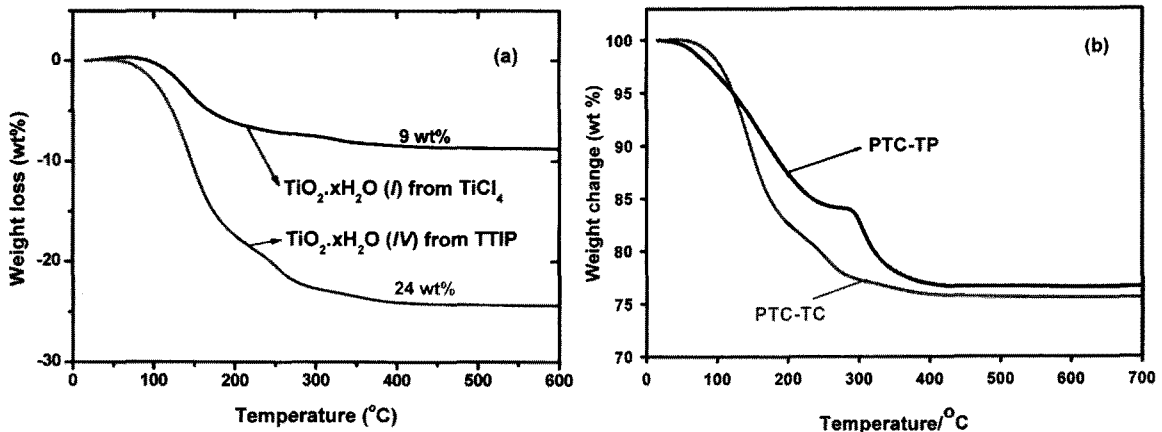 (a)
0
-10
-20
-30
Weight loss (wt%)
9 wt%
TiO2.xH2O (I) from TiCl4
TiO2.xH2O (IV) from TTIP
24 wt%
0 100 200 300 400 500 600
Temperature (°C)
(b)
100
95
90
85
80
75
70
Weight change (wt %)
PTC-TP
PTC-TC
0 100 200 300 400 500 600 700
Temperature/°C